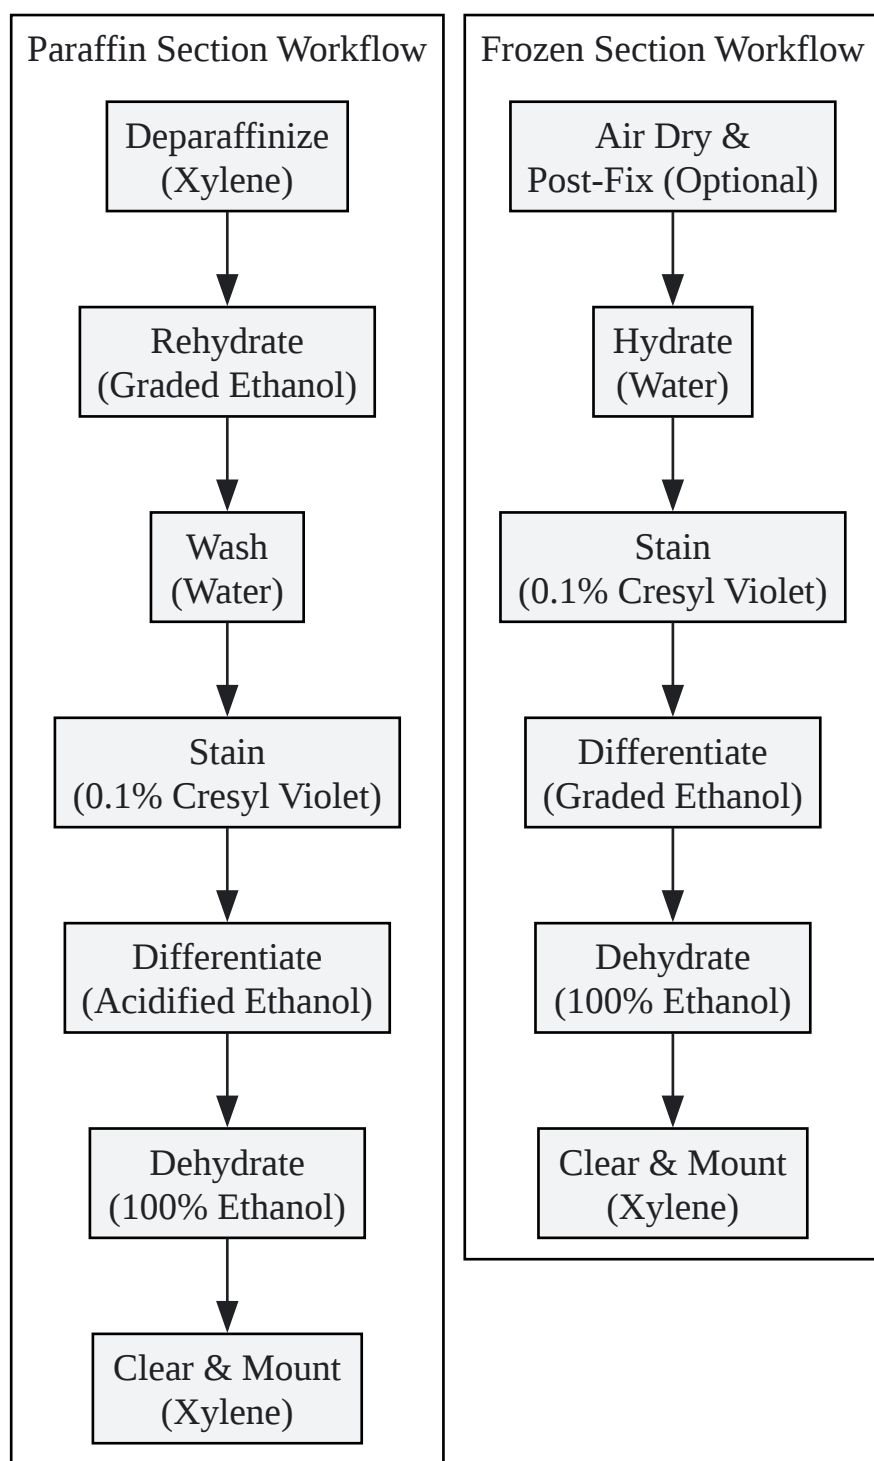 Paraffin Section Workflow
Deparaffinize
(Xylene)
Rehydrate
(Graded Ethanol)
Wash
(Water)
Stain
(0.1% Cresyl Violet)
Differentiate
(Acidified Ethanol)
Dehydrate
(100% Ethanol)
Clear & Mount
(Xylene)
Frozen Section Workflow
Air Dry &
Post-Fix (Optional)
Hydrate
(Water)
Stain
(0.1% Cresyl Violet)
Differentiate
(Graded Ethanol)
Dehydrate
(100% Ethanol)
Clear & Mount
(Xylene)